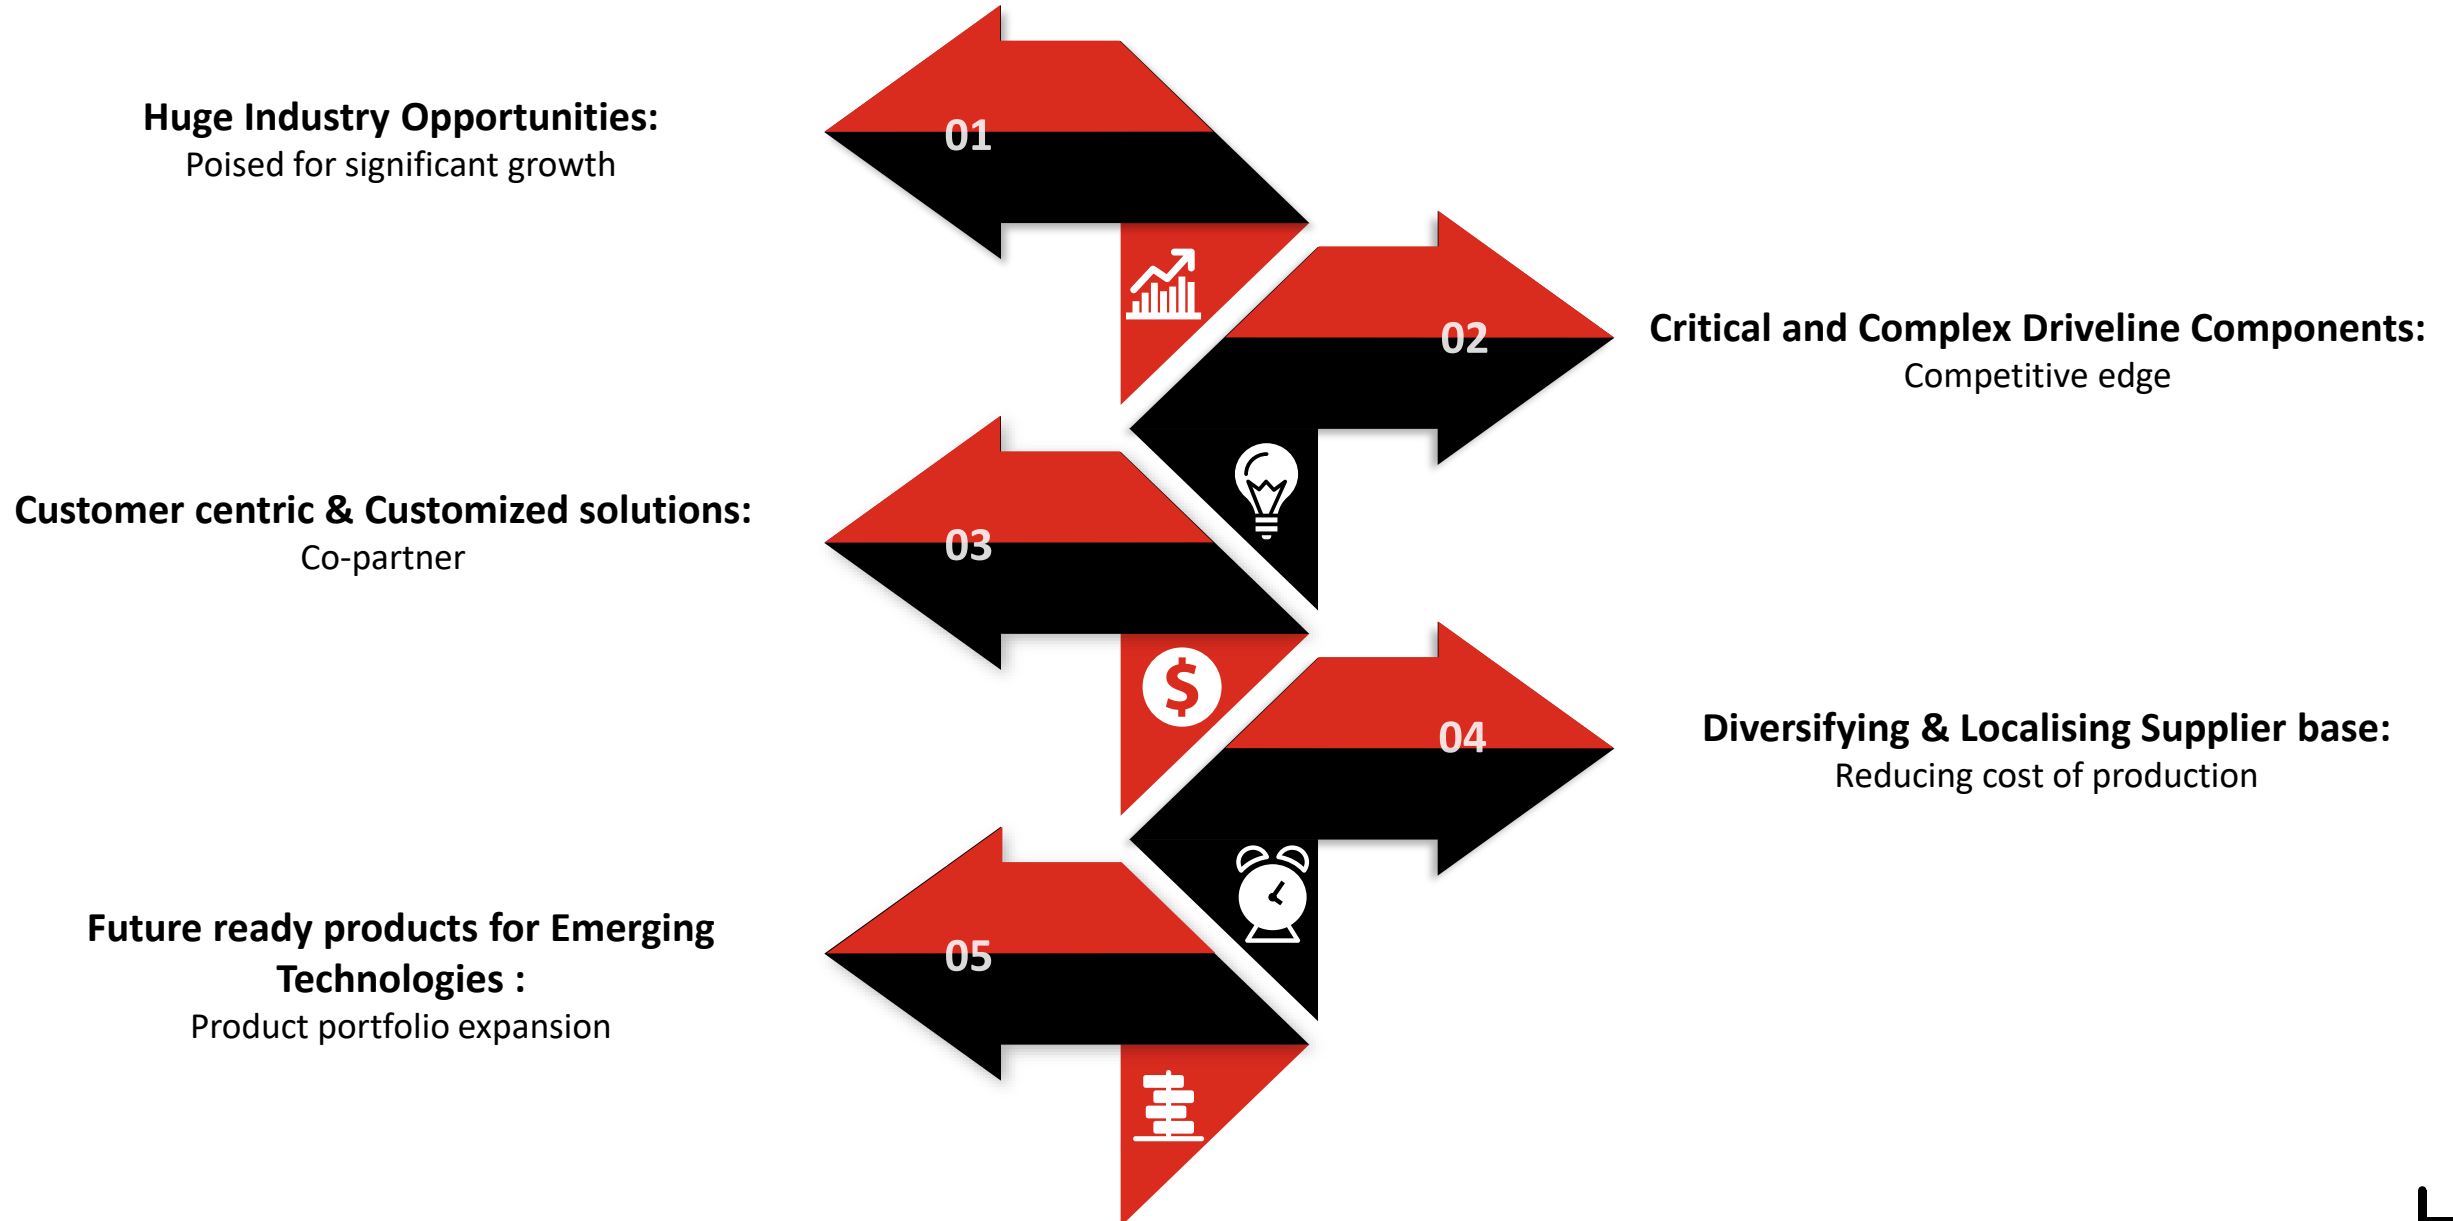 01
Huge Industry Opportunities:
Poised for significant growth
02
Critical and Complex Driveline Components:
Competitive edge
03
Customer centric & Customized solutions:
Co-partner
$
04
Diversifying & Localising Supplier base:
Reducing cost of production
05
Future ready products for Emerging
Technologies :
Product portfolio expansion